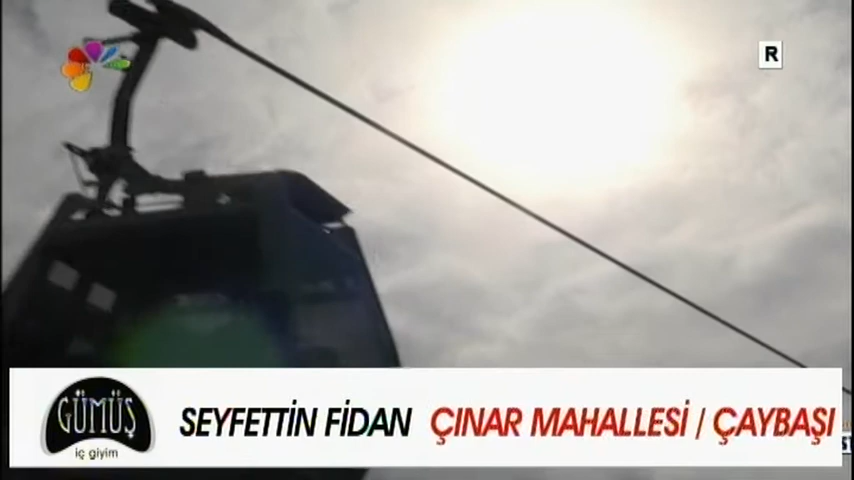 R
GÜMÜŞ
iç giyim
SEYFETTİN FİDAN ÇINAR MAHALLESİ / ÇAYBAŞI